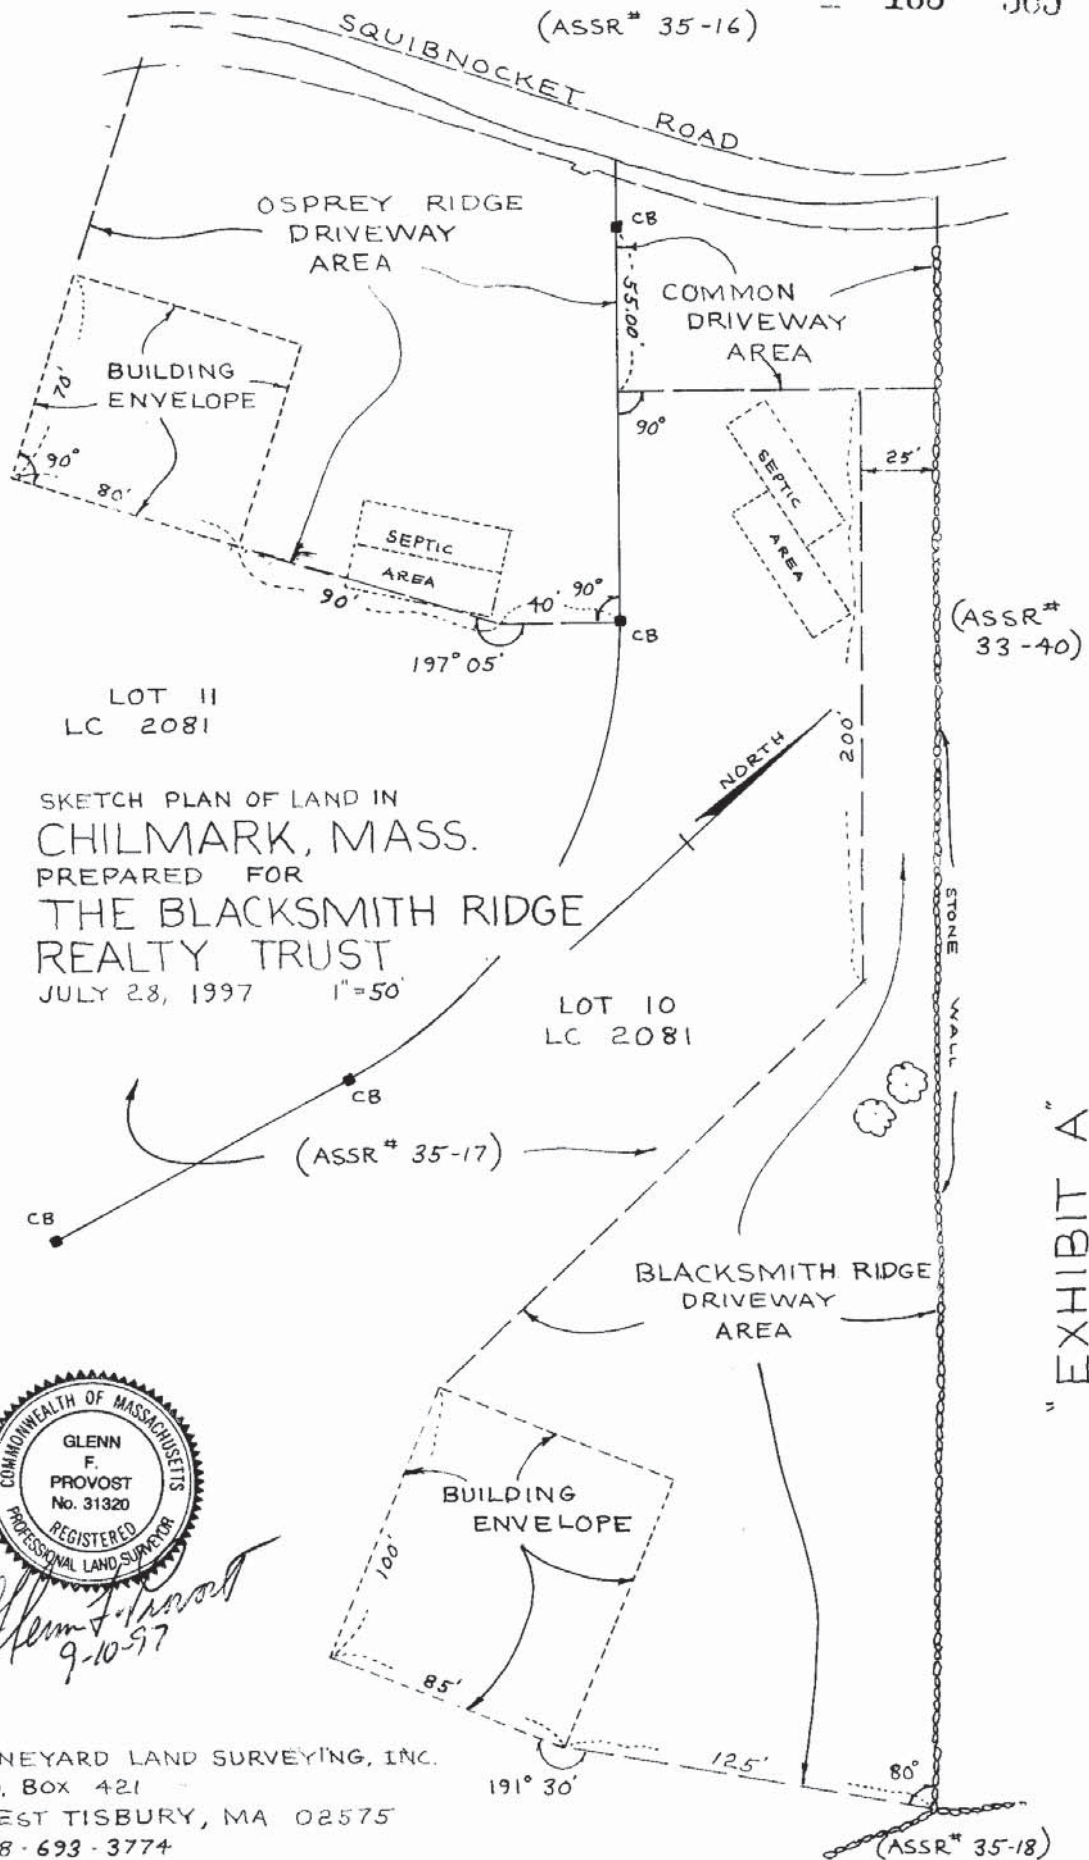 (ASSR# 35-16)
SQUIBNOCKET ROAD
OSPREY RIDGE
DRIVEWAY
AREA
CB
55.00'
COMMON
DRIVEWAY
AREA
BUILDING
ENVELOPE
70'
90°
80'
90°
25'
SEPTIC
AREA
SEPTIC
AREA
90'
40'
90°
CB
197° 05'
(ASSR#
33-40)
LOT 11
LC 2081
200'
NORTH
SKETCH PLAN OF LAND IN
CHILMARK, MASS.
PREPARED FOR
THE BLACKSMITH RIDGE
REALTY TRUST
JULY 28, 1997 1"=50'
STONE WALL
LOT 10
LC 2081
CB
(ASSR# 35-17)
CB
"EXHIBIT A"
BLACKSMITH RIDGE
DRIVEWAY
AREA
COMMONWEALTH OF MASSACHUSETTS
GLENN
F.
PROVOST
No. 31320
REGISTERED
PROFESSIONAL LAND SURVEYOR
Glenn F. Provost
9-10-97
BUILDING
ENVELOPE
100'
85'
191° 30'
125'
80°
(ASSR# 35-18)
NEYARD LAND SURVEYING, INC.
BOX 421
EST TISBURY, MA 02575
8-693-3774